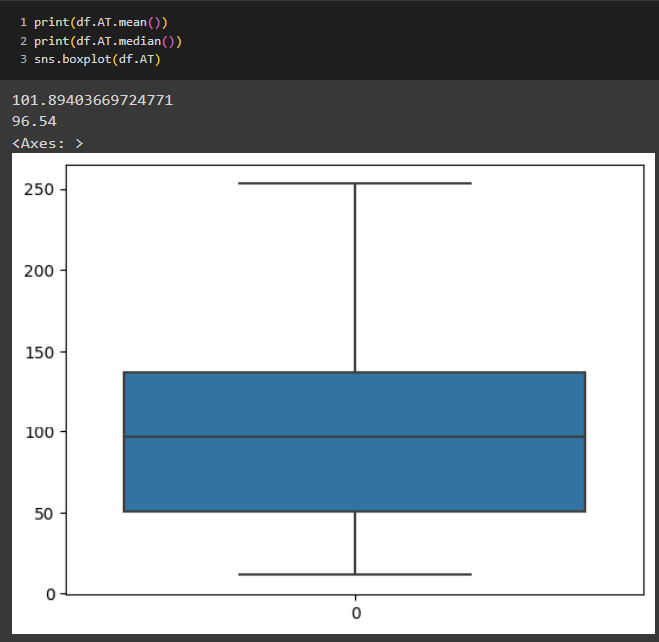 1 print(df.AT.mean())
2 print(df.AT.median())
3 sns.boxplot(df.AT)
101.89403669724771
96.54
<Axes: >
250
200
150
100
50
0
0